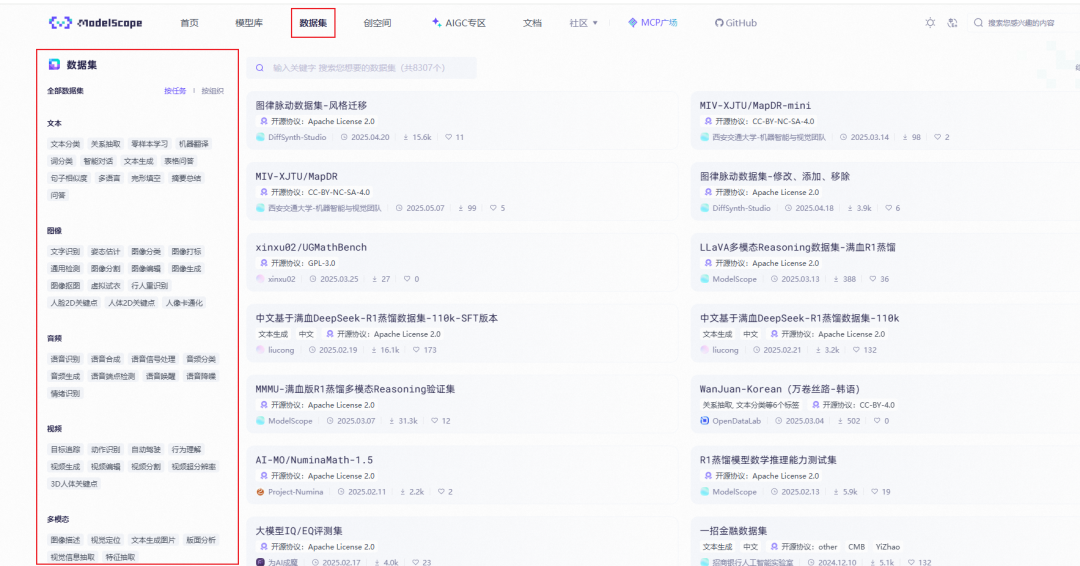 ModelScope 首页 模型库 数据集 创空间 AIGC专区 文档 社区 MCP广场 GitHub 搜索您感兴趣的内容
数据集
全部数据集 按任务 按组织
文本
文本分类 关系抽取 零样本学习 机器翻译
词分类 智能对话 文本生成 表格问答
句子相似度 多语言 完形填空 摘要总结
问答
图像
文字识别 姿态估计 图像分类 图像打标
通用检测 图像分割 图像编辑 图像生成
图像抠图 虚拟试衣 行人重识别
人脸2D关键点 人体2D关键点 人像卡通化
音频
语音识别 语音合成 语音信号处理 音频分类
音频生成 语音端点检测 语音唤醒 语音降噪
情绪识别
视频
目标追踪 动作识别 自动驾驶 行为理解
视频生成 视频编辑 视频分割 视频超分辨率
3D人体关键点
多模态
图像描述 视觉定位 文本生成图片 版面分析
视觉信息抽取 特征抽取
输入关键字 搜索您想要的数据集（共8307个）
图律脉动数据集-风格迁移
开源协议：Apache License 2.0
DiffSynth-Studio 2025.04.20 15.6k 11
MIV-XJTU/MapDR-mini
开源协议：CC-BY-NC-SA-4.0
西安交通大学-机器智能与视觉团队 2025.03.14 98 2
MIV-XJTU/MapDR
开源协议：CC-BY-NC-SA-4.0
西安交通大学-机器智能与视觉团队 2025.05.07 99 5
图律脉动数据集-修改、添加、移除
开源协议：Apache License 2.0
DiffSynth-Studio 2025.04.18 3.9k 6
xinxu02/UGMathBench
开源协议：GPL-3.0
xinxu02 2025.03.25 27 0
LLaVA多模态Reasoning数据集-满血R1蒸馏
开源协议：Apache License 2.0
ModelScope 2025.03.13 388 36
中文基于满血DeepSeek-R1蒸馏数据集-110k-SFT版本
文本生成 中文 开源协议：Apache License 2.0
liucong 2025.02.19 16.1k 173
中文基于满血DeepSeek-R1蒸馏数据集-110k
文本生成 中文 开源协议：Apache License 2.0
liucong 2025.02.21 3.2k 132
MMMU-满血版R1蒸馏多模态Reasoning验证集
开源协议：Apache License 2.0
ModelScope 2025.03.07 31.3k 12
WanJuan-Korean (万卷丝路-韩语)
关系抽取, 文本分类等6个标签 开源协议：CC-BY-4.0
OpenDataLab 2025.03.04 502 0
AI-MO/NuminaMath-1.5
开源协议：Apache License 2.0
Project-Numina 2025.02.11 2.2k 2
R1蒸馏模型数学推理能力测试集
开源协议：Apache License 2.0
ModelScope 2025.02.13 5.9k 19
大模型IQ/EQ评测集
开源协议：Apache License 2.0
为AI成魔 2025.02.17 4.0k 23
一招金融数据集
文本生成 中文 开源协议：other CMB YiZhao
招商银行人工智能实验室 2024.12.10 5.1k 132